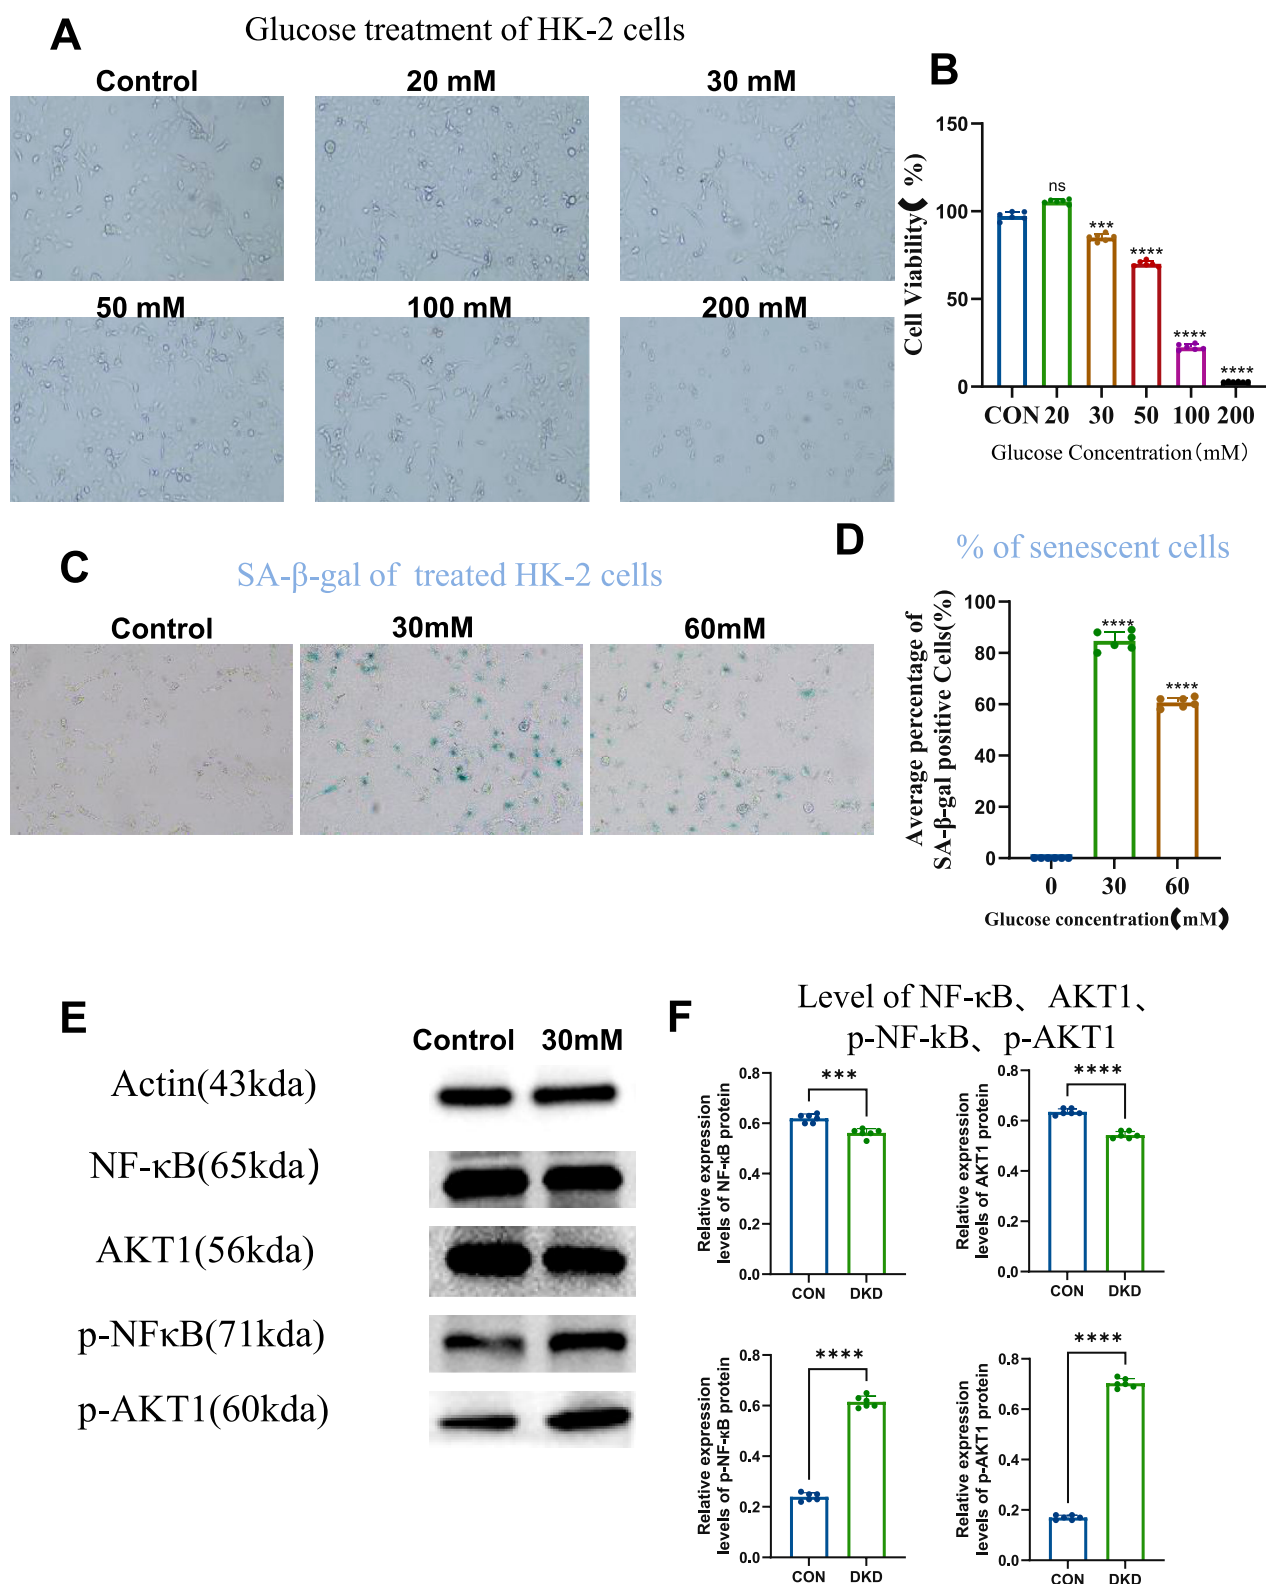 A
Glucose treatment of HK-2 cells
Control
20 mM
30 mM
50 mM
100 mM
200 mM
B
Cell Viability( %)
150
100
50
0
ns
***
****
****
****
CON
20
30
50
100
200
Glucose Concentration(mM)
C
SA-β-gal of treated HK-2 cells
Control
30mM
60mM
D
% of senescent cells
Average percentage of
SA-β-gal positive Cells(%)
100
80
60
40
20
0
****
****
0
30
60
Glucose concentration(mM)
E
Control
30mM
Actin(43kda)
NF-κB(65kda)
AKT1(56kda)
p-NFκB(71kda)
p-AKT1(60kda)
F
Level of NF-κB、AKT1、
p-NF-kB、p-AKT1
Relative expression
levels of NF-κB protein
0.8
0.6
0.4
0.2
0.0
***
CON
DKD
Relative expression
levels of AKT1 protein
0.8
0.6
0.4
0.2
0.0
****
CON
DKD
Relative expression
levels of p-NF-κB protein
0.8
0.6
0.4
0.2
0.0
****
CON
DKD
Relative expression
levels of p-AKT1 protein
0.8
0.6
0.4
0.2
0.0
****
CON
DKD